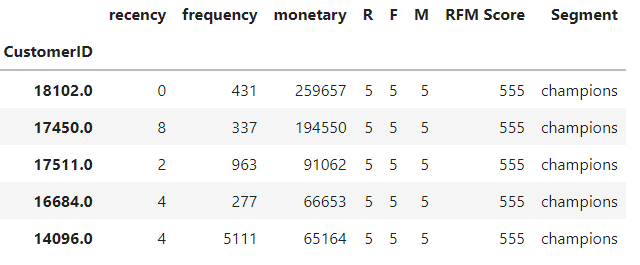 recency frequency monetary R F M RFM Score Segment
CustomerID
18102.0 0 431 259657 5 5 5 555 champions
17450.0 8 337 194550 5 5 5 555 champions
17511.0 2 963 91062 5 5 5 555 champions
16684.0 4 277 66653 5 5 5 555 champions
14096.0 4 5111 65164 5 5 5 555 champions